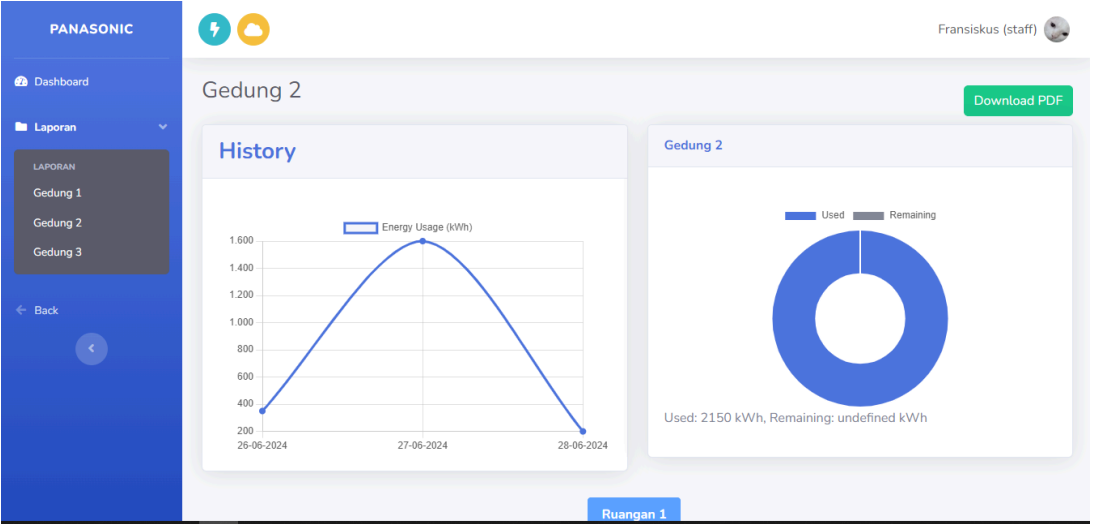 PANASONIC
Fransiskus (staff)
Dashboard
Laporan
LAPORAN
Gedung 1
Gedung 2
Gedung 3
Back
Gedung 2
Download PDF
History
Energy Usage (kWh)
1.600
1.400
1.200
1.000
800
600
400
200
26-06-2024 27-06-2024 28-06-2024
Gedung 2
Used Remaining
Used: 2150 kWh, Remaining: undefined kWh
Ruangan 1